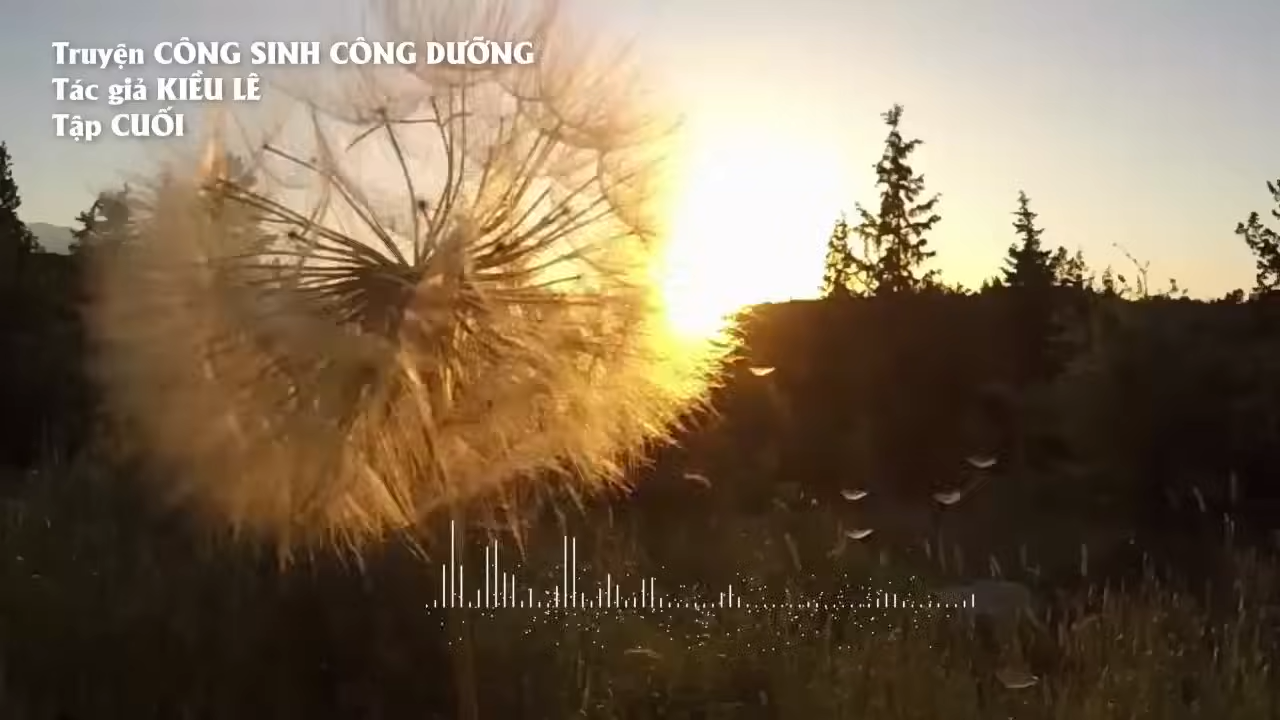 Truyện CÔNG SINH CÔNG DƯỠNG
Tác giả KIỀU LÊ
Tập CUỐI